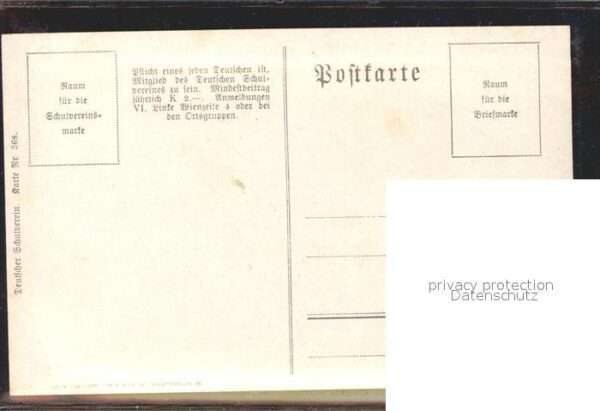 Raum
für die
Schulvereins-
marke
Pflicht eines jeden Deutschen ist,
Mitglied des Deutschen Schul-
vereines zu sein. Mindestbeitrag
jährlich K 2.—. Anmeldungen
VI. Linke Wienzeile 4 oder bei
den Ortsgruppen.
Postkarte
Raum
für die
Briefmarke
Deutscher Schulverein. Karte Nr. 568.
privacy protection
Datenschutz